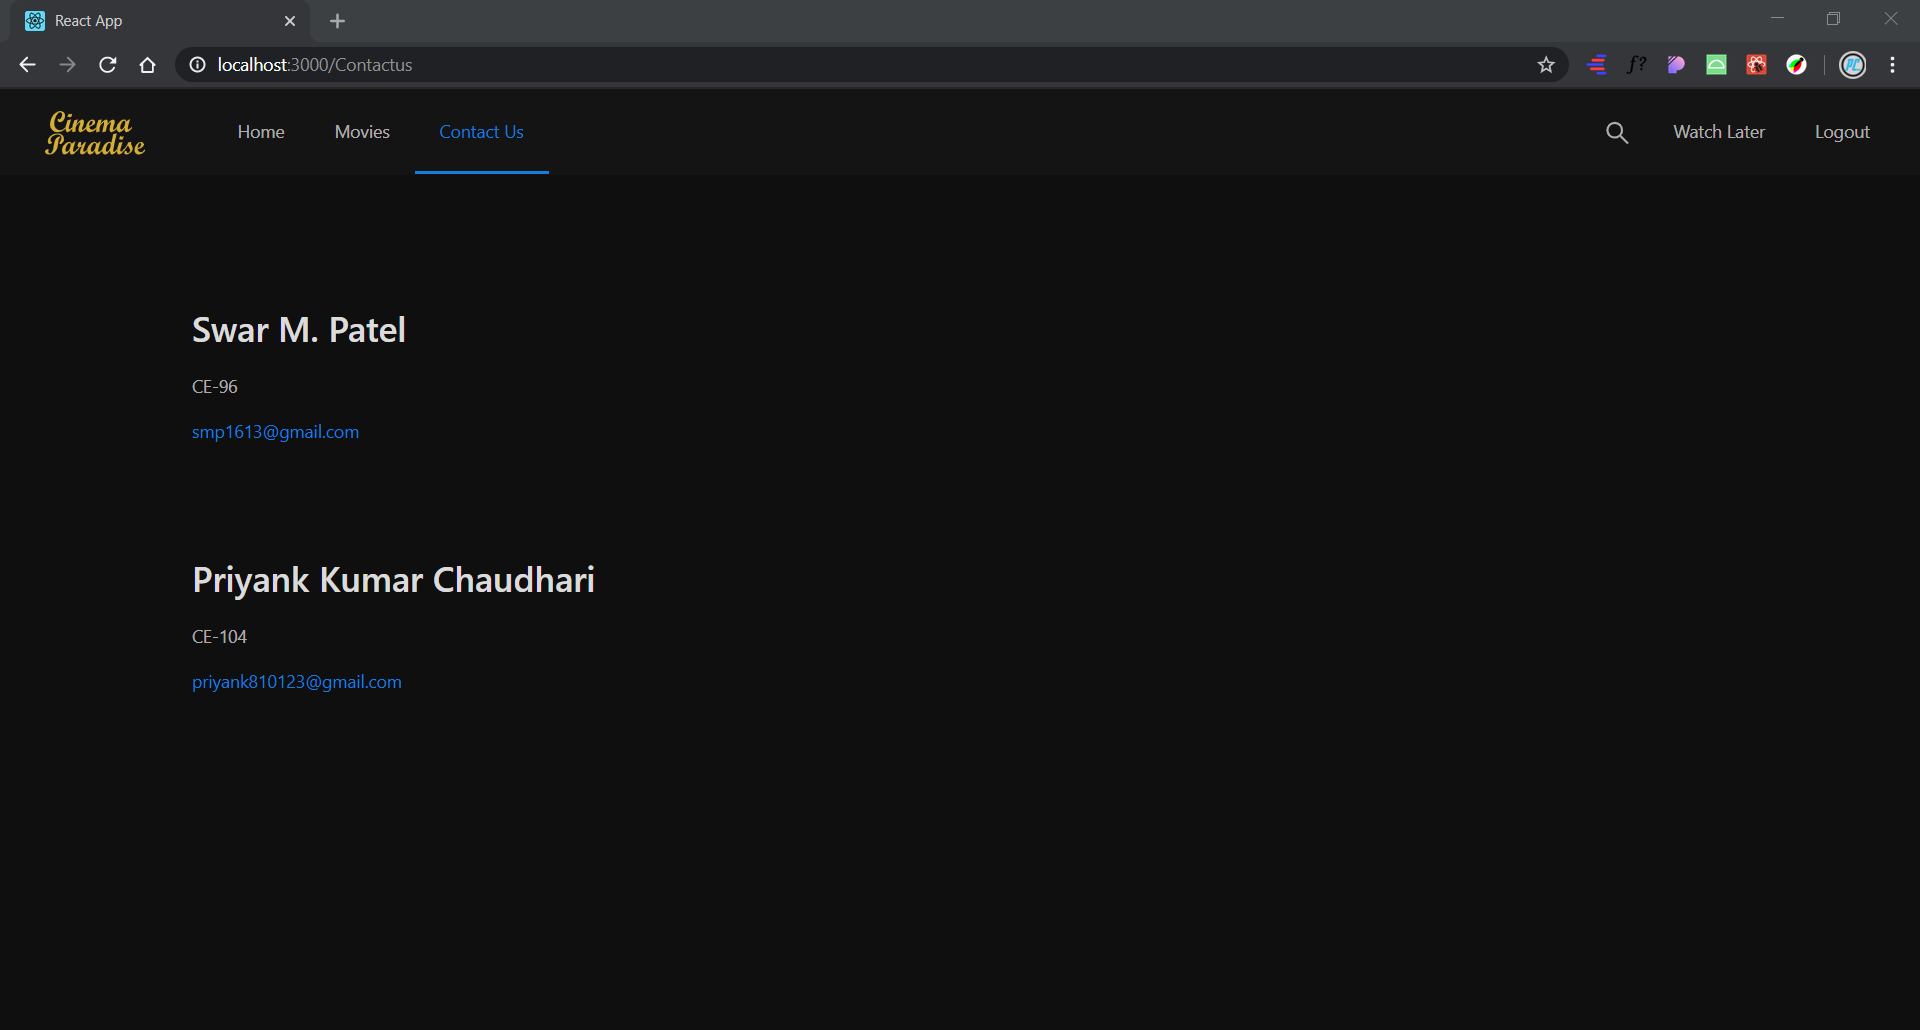 React App
localhost:3000/Contactus
f?
PC
Cinema
Paradise
Home
Movies
Contact Us
Watch Later
Logout
Swar M. Patel
CE-96
smp1613@gmail.com
Priyank Kumar Chaudhari
CE-104
priyank810123@gmail.com